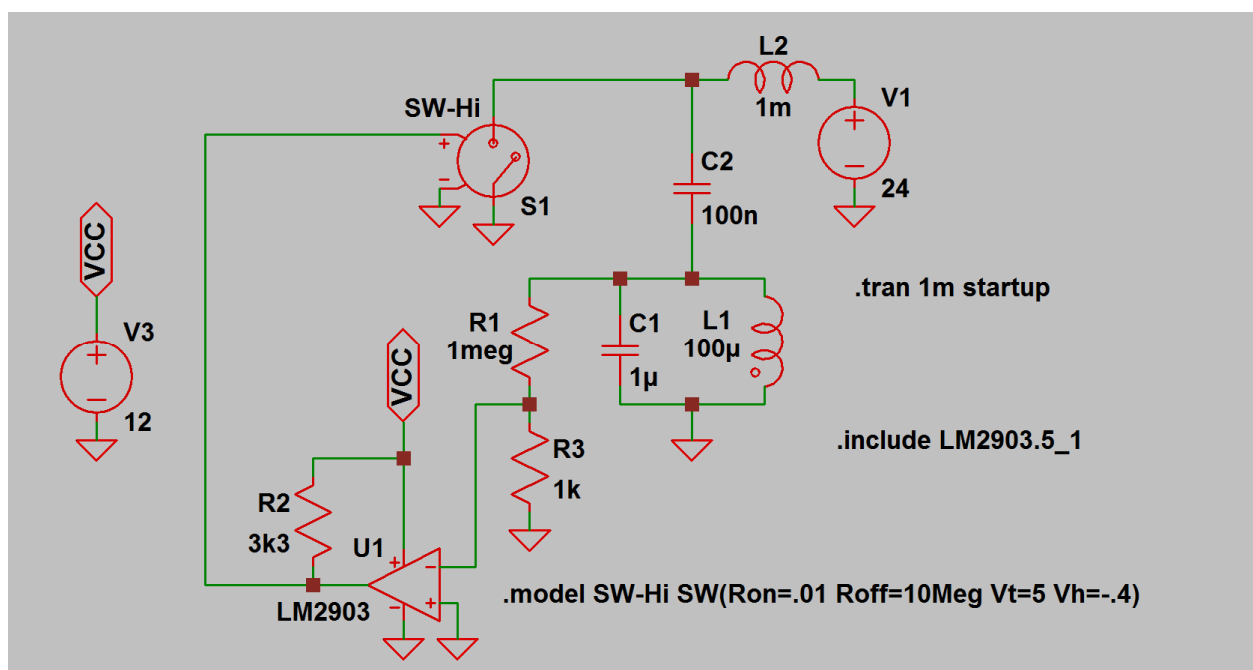 L2
1m
V1
24
SW-Hi
S1
C2
100n
VCC
V3
12
.tran 1m startup
R1
1meg
C1
1µ
L1
100µ
VCC
R3
1k
.include LM2903.5_1
R2
3k3
U1
LM2903
.model SW-Hi SW(Ron=.01 Roff=10Meg Vt=5 Vh=-.4)